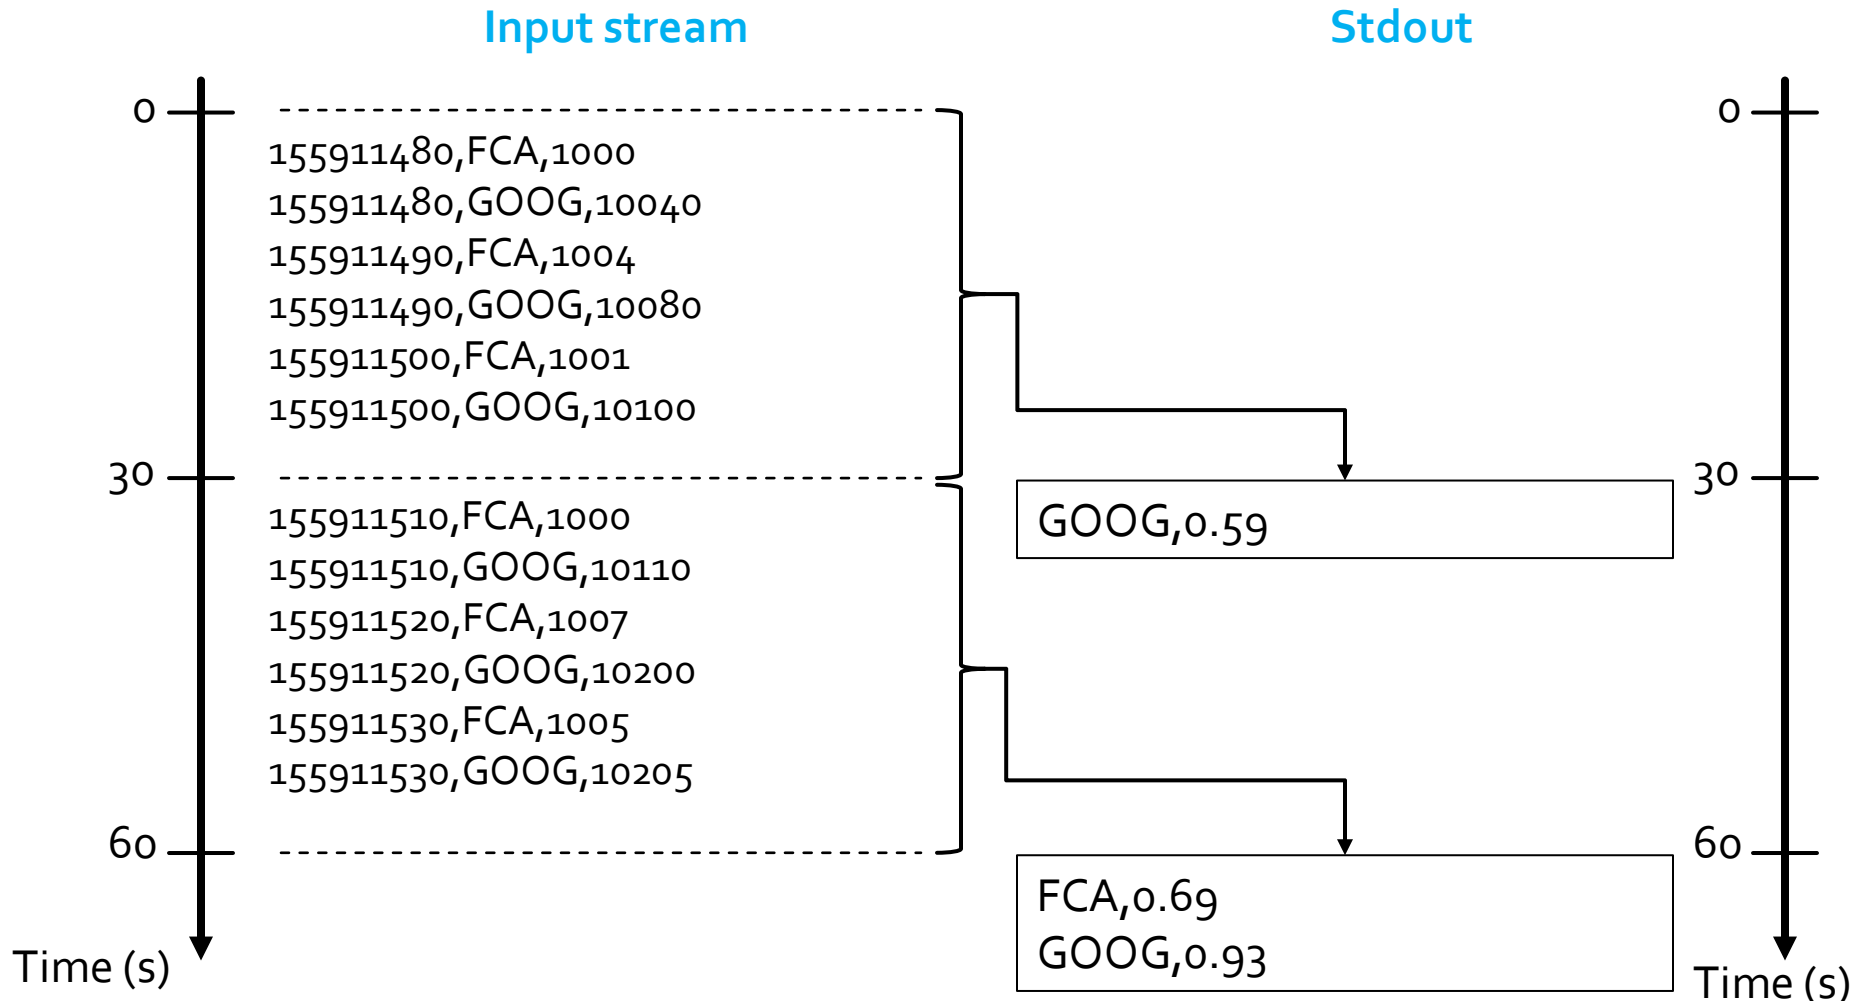 Input stream
Stdout
0
155911480,FCA,1000
155911480,GOOG,10040
155911490,FCA,1004
155911490,GOOG,10080
155911500,FCA,1001
155911500,GOOG,10100
30
155911510,FCA,1000
155911510,GOOG,10110
155911520,FCA,1007
155911520,GOOG,10200
155911530,FCA,1005
155911530,GOOG,10205
60
Time (s)
GOOG,0.59
FCA,0.69
GOOG,0.93
0
30
60
Time (s)